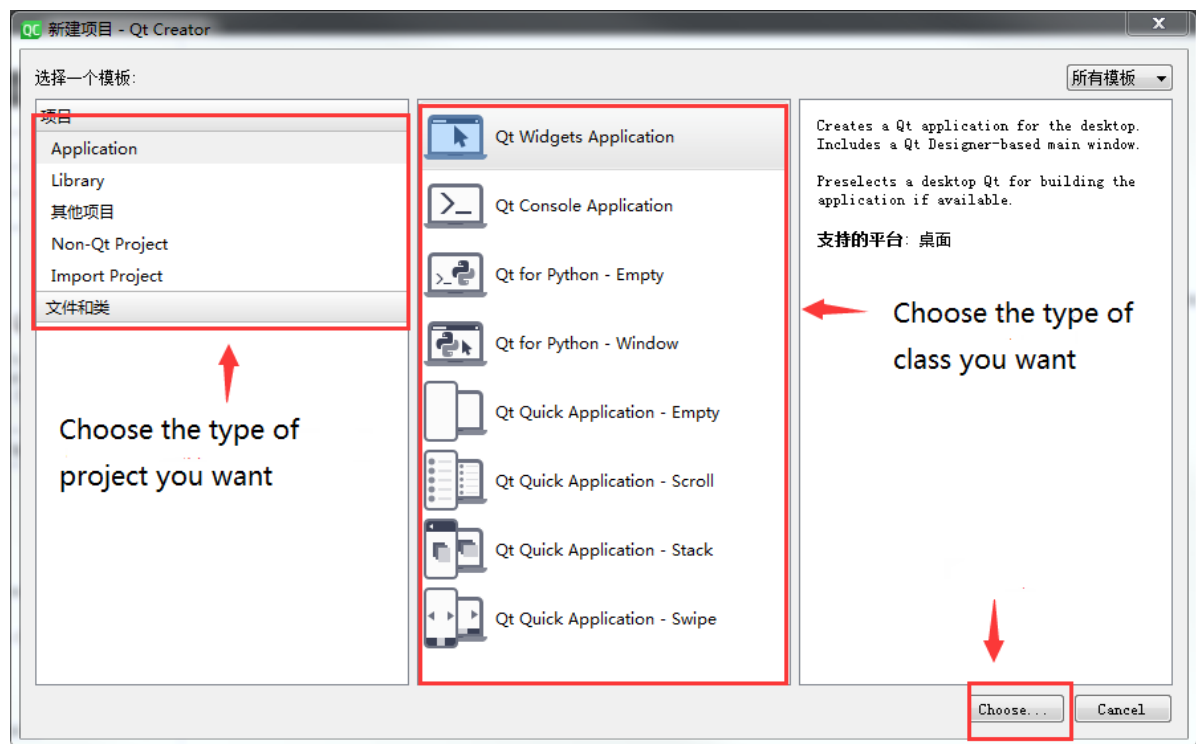 QC 新建项目 - Qt Creator
X
选择一个模板:
所有模板
项目
Application
Library
其他项目
Non-Qt Project
Import Project
文件和类
Choose the type of
project you want
Qt Widgets Application
Qt Console Application
Qt for Python - Empty
Qt for Python - Window
Qt Quick Application - Empty
Qt Quick Application - Scroll
Qt Quick Application - Stack
Qt Quick Application - Swipe
Creates a Qt application for the desktop.
Includes a Qt Designer-based main window.
Preselects a desktop Qt for building the
application if available.
支持的平台: 桌面
Choose the type of
class you want
Choose...
Cancel